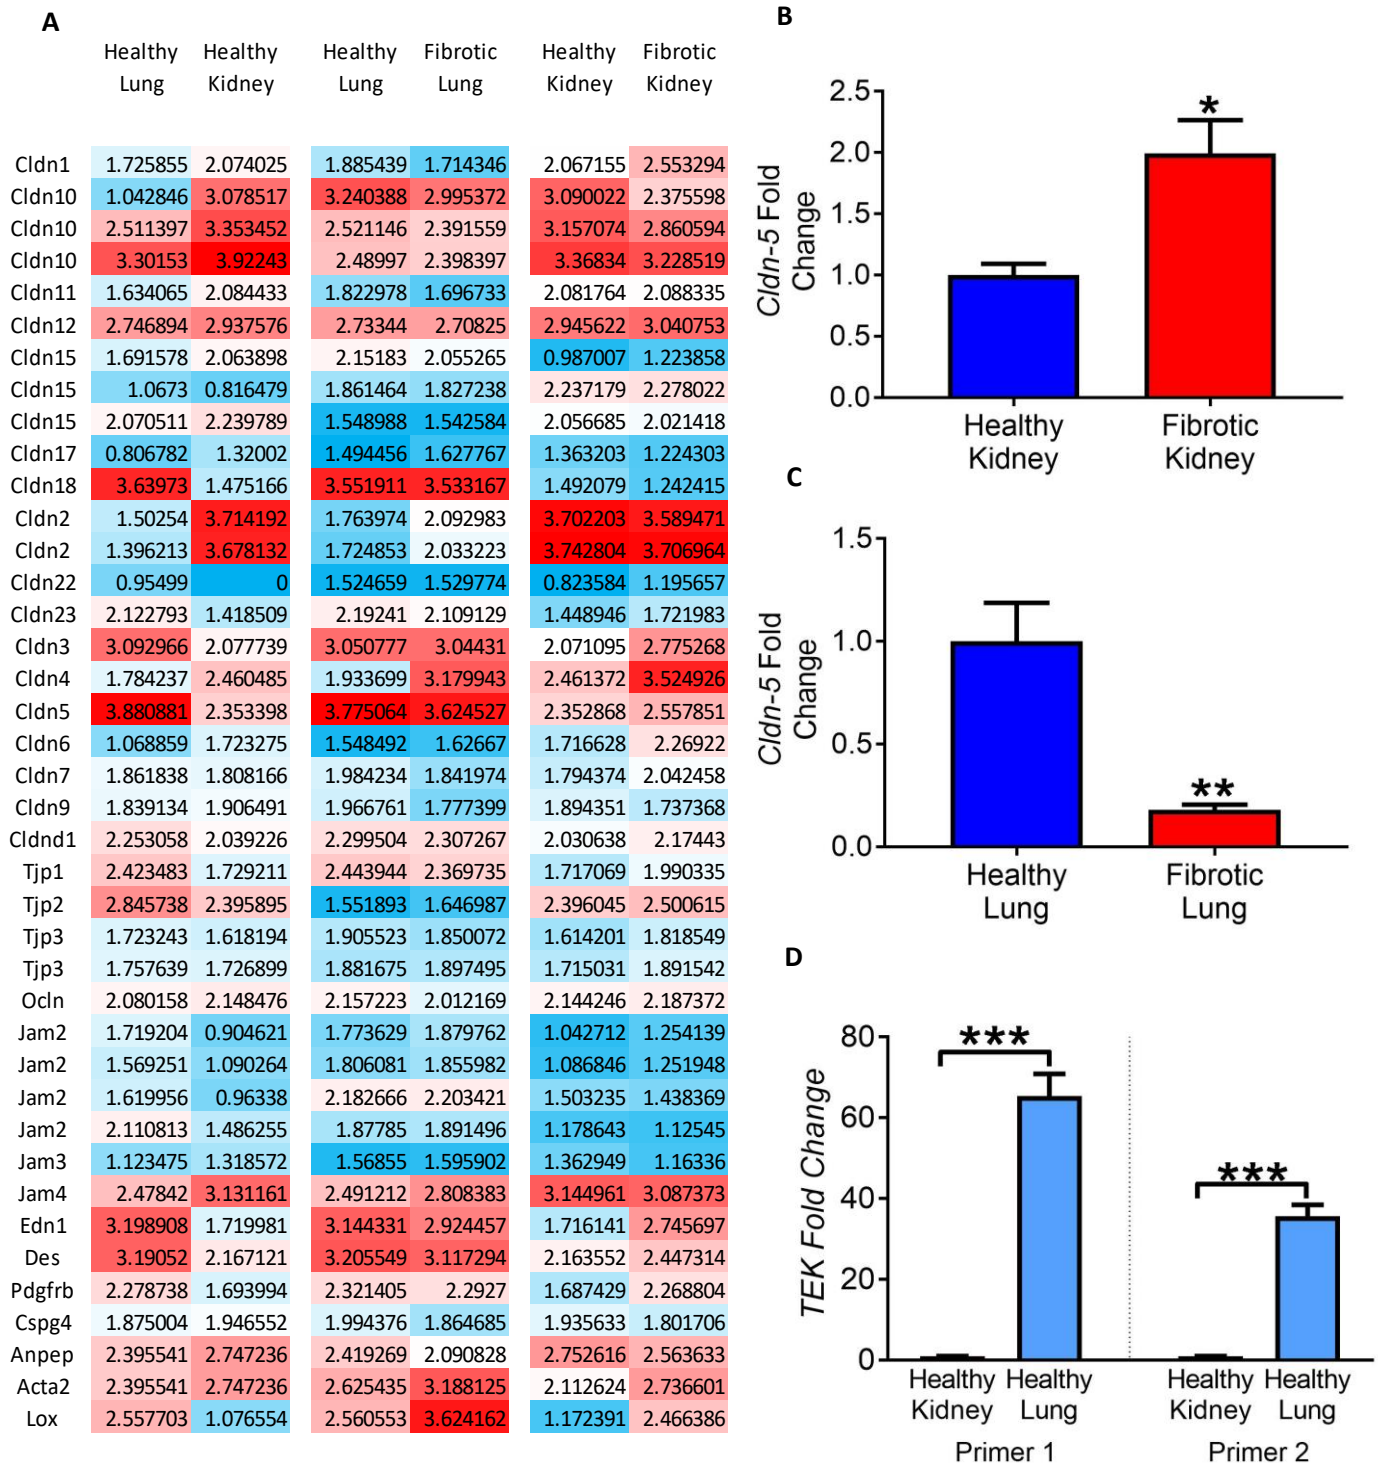 A
Healthy Healthy Healthy Fibrotic Healthy Fibrotic
Lung Kidney Lung Lung Kidney Kidney
Cldn1 1.725855 2.074025 1.885439 1.714346 2.067155 2.553294
Cldn10 1.042846 3.078517 3.240388 2.995372 3.090022 2.375598
Cldn10 2.511397 3.353452 2.521146 2.391559 3.157074 2.860594
Cldn10 3.30153 3.92243 2.48997 2.398397 3.36834 3.228519
Cldn11 1.634065 2.084433 1.822978 1.696733 2.081764 2.088335
Cldn12 2.746894 2.937576 2.73344 2.70825 2.945622 3.040753
Cldn15 1.691578 2.063898 2.15183 2.055265 0.987007 1.223858
Cldn15 1.0673 0.816479 1.861464 1.827238 2.237179 2.278022
Cldn15 2.070511 2.239789 1.548988 1.542584 2.056685 2.021418
Cldn17 0.806782 1.32002 1.494456 1.627767 1.363203 1.224303
Cldn18 3.63973 1.475166 3.551911 3.533167 1.492079 1.242415
Cldn2 1.50254 3.714192 1.763974 2.092983 3.702203 3.589471
Cldn2 1.396213 3.678132 1.724853 2.033223 3.742804 3.706964
Cldn22 0.95499 0 1.524659 1.529774 0.823584 1.195657
Cldn23 2.122793 1.418509 2.19241 2.109129 1.448946 1.721983
Cldn3 3.092966 2.077739 3.050777 3.04431 2.071095 2.775268
Cldn4 1.784237 2.460485 1.933699 3.179943 2.461372 3.524926
Cldn5 3.880881 2.353398 3.775064 3.624527 2.352868 2.557851
Cldn6 1.068859 1.723275 1.548492 1.62667 1.716628 2.26922
Cldn7 1.861838 1.808166 1.984234 1.841974 1.794374 2.042458
Cldn9 1.839134 1.906491 1.966761 1.777399 1.894351 1.737368
Cldnd1 2.253058 2.039226 2.299504 2.307267 2.030638 2.17443
Tjp1 2.423483 1.729211 2.443944 2.369735 1.717069 1.990335
Tjp2 2.845738 2.395895 1.551893 1.646987 2.396045 2.500615
Tjp3 1.723243 1.618194 1.905523 1.850072 1.614201 1.818549
Tjp3 1.757639 1.726899 1.881675 1.897495 1.715031 1.891542
Ocln 2.080158 2.148476 2.157223 2.012169 2.144246 2.187372
Jam2 1.719204 0.904621 1.773629 1.879762 1.042712 1.254139
Jam2 1.569251 1.090264 1.806081 1.855982 1.086846 1.251948
Jam2 1.619956 0.96338 2.182666 2.203421 1.503235 1.438369
Jam2 2.110813 1.486255 1.87785 1.891496 1.178643 1.12545
Jam3 1.123475 1.318572 1.56855 1.595902 1.362949 1.16336
Jam4 2.47842 3.131161 2.491212 2.808383 3.144961 3.087373
Edn1 3.198908 1.719981 3.144331 2.924457 1.716141 2.745697
Des 3.19052 2.167121 3.205549 3.117294 2.163552 2.447314
Pdgfrb 2.278738 1.693994 2.321405 2.2927 1.687429 2.268804
Cspg4 1.875004 1.946552 1.994376 1.864685 1.935633 1.801706
Anpep 2.395541 2.747236 2.419269 2.090828 2.752616 2.563633
Acta2 2.395541 2.747236 2.625435 3.188125 2.112624 2.736601
Lox 2.557703 1.076554 2.560553 3.624162 1.172391 2.466386
B
Cldn-5 Fold
Change
2.5
2.0
1.5
1.0
0.5
0.0
*
Healthy Fibrotic
Kidney Kidney
C
Cldn-5 Fold
Change
1.5
1.0
0.5
0.0
**
Healthy Fibrotic
Lung Lung
D
TEK Fold Change
80
60
40
20
0
*** ***
Healthy Healthy Healthy Healthy
Kidney Lung Kidney Lung
Primer 1 Primer 2